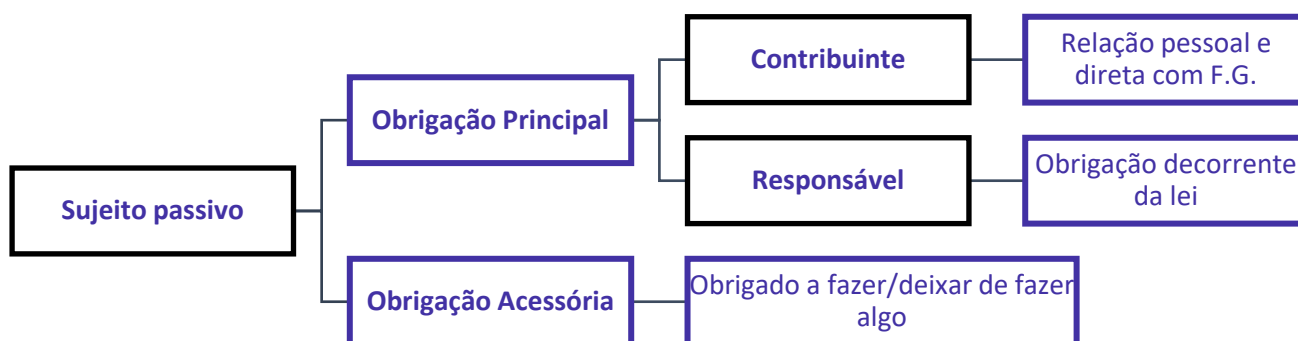 Sujeito passivo
Obrigação Principal
Contribuinte
Relação pessoal e
direta com F.G.
Responsável
Obrigação decorrente
da lei
Obrigação Acessória
Obrigado a fazer/deixar de fazer
algo